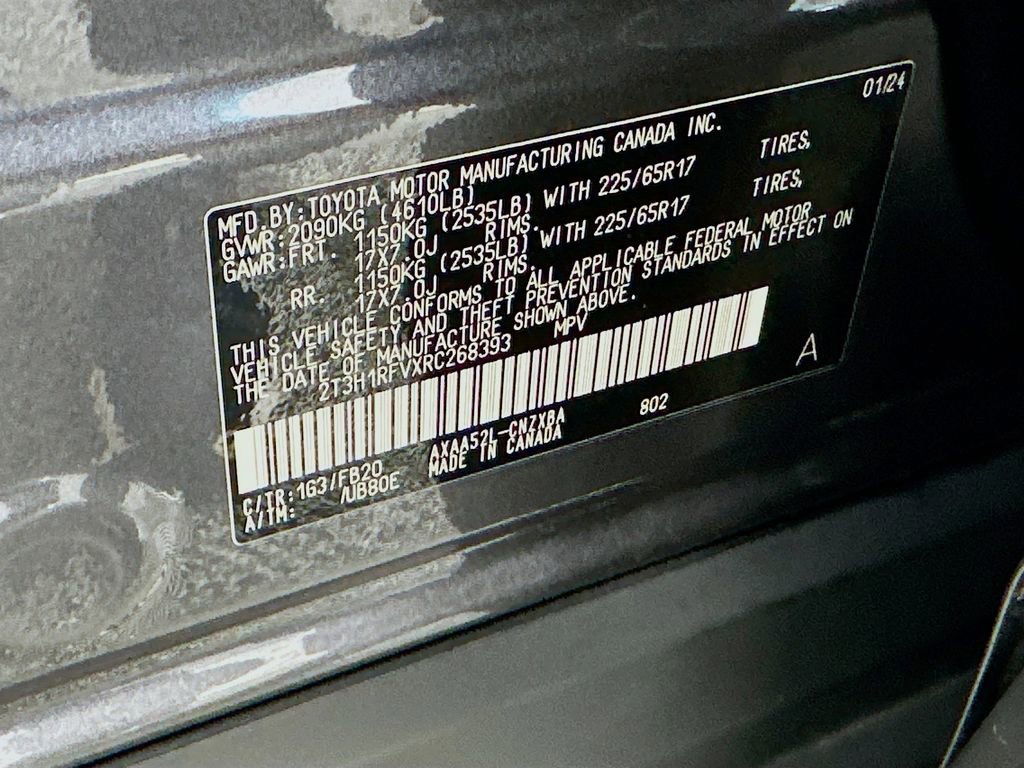 01/24
MFD. BY: TOYOTA MOTOR MANUFACTURING CANADA INC.
GVWR: 2090KG (4610LB)
GAWR: FRT. 1150KG (2535LB) WITH 225/65R17 TIRES,
17X7.0J RIMS.
RR. 1150KG (2535LB) WITH 225/65R17 TIRES,
17X7.0J RIMS.
THIS VEHICLE CONFORMS TO ALL APPLICABLE FEDERAL MOTOR
VEHICLE SAFETY AND THEFT PREVENTION STANDARDS IN EFFECT ON
THE DATE OF MANUFACTURE SHOWN ABOVE.
2T3H1RFVXRC268393 MPV
A
C/TR: 1G3/FB20 AXAA52L-CNZXBA 802
A/TM: /UB80E MADE IN CANADA